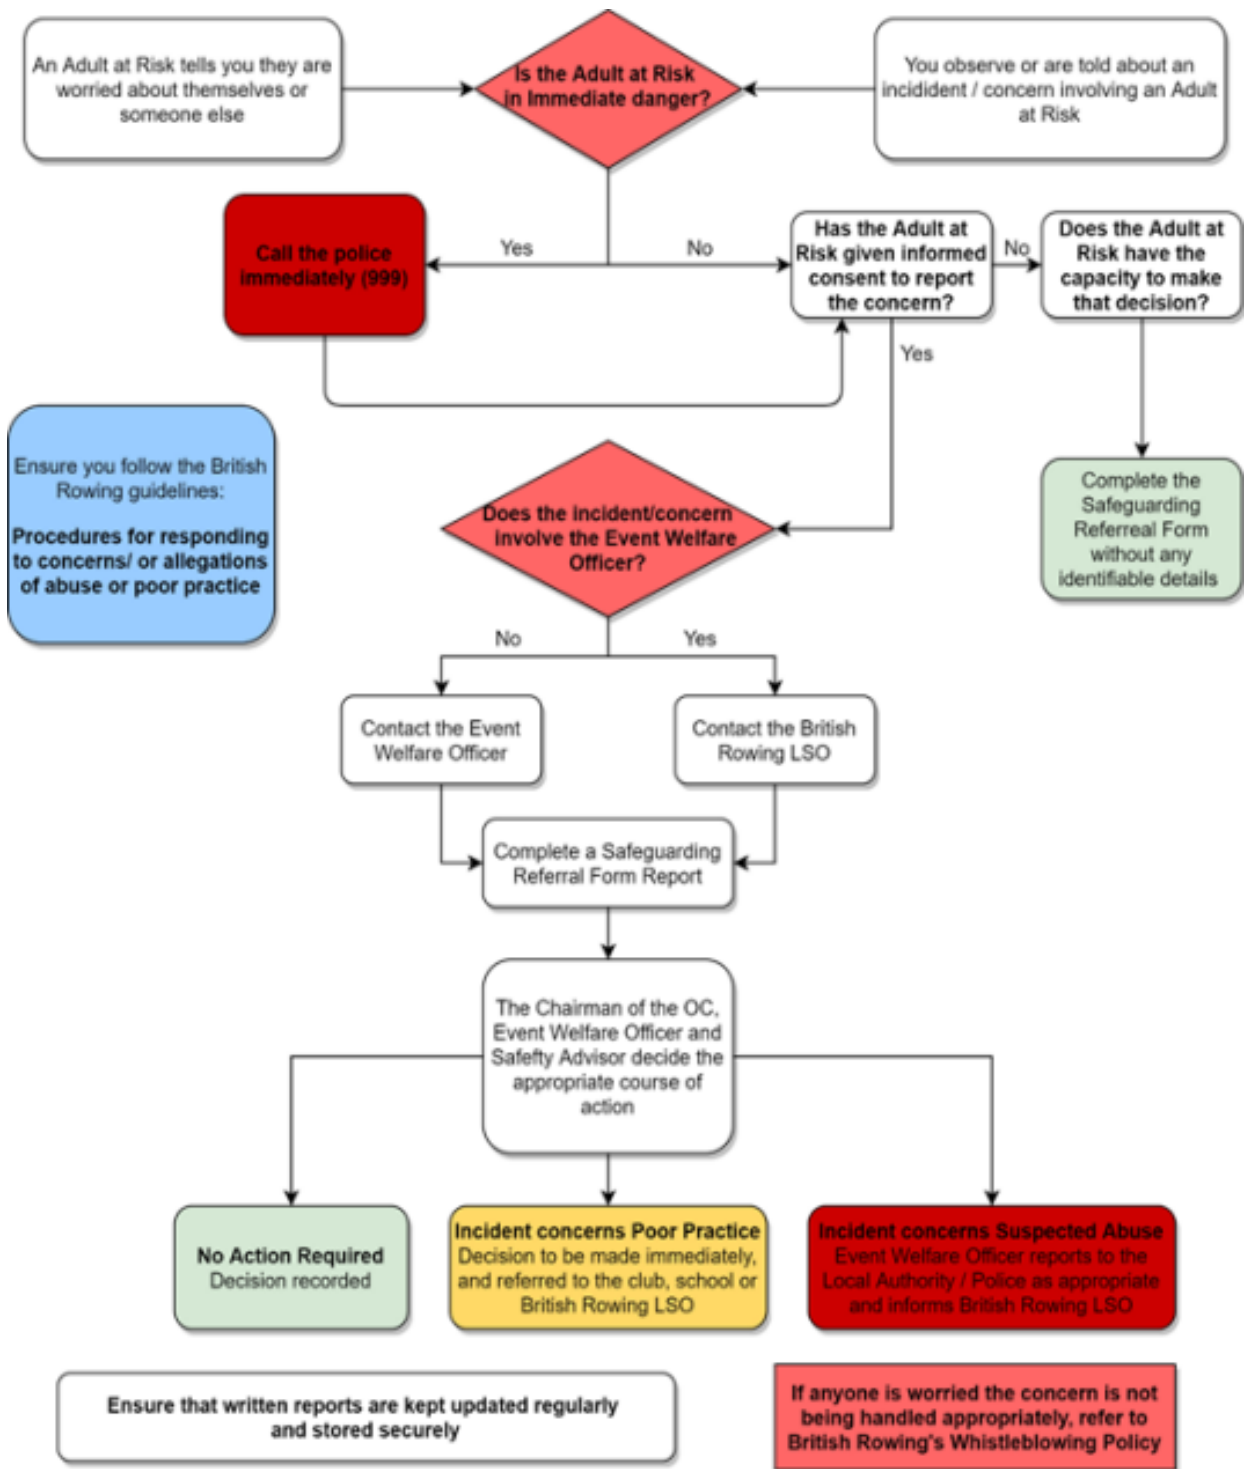 An Adult at Risk tells you they are
worried about themselves or
someone else
Is the Adult at Risk
in Immediate danger?
You observe or are told about an
incidident / concern involving an Adult
at Risk
Call the police
immediately (999)
Yes
No
Has the Adult at
Risk given informed
consent to report
the concern?
No
Does the Adult at
Risk have the
capacity to make
that decision?
Yes
Ensure you follow the British
Rowing guidelines:
Procedures for responding
to concerns/ or allegations
of abuse or poor practice
Does the incident/concern
involve the Event Welfare
Officer?
Complete the
Safeguarding
Referreal Form
without any
identifiable details
No
Yes
Contact the Event
Welfare Officer
Contact the British
Rowing LSO
Complete a Safeguarding
Referral Form Report
The Chairman of the OC,
Event Welfare Officer and
Safefty Advisor decide the
appropriate course of
action
No Action Required
Decision recorded
Incident concerns Poor Practice
Decision to be made immediately,
and referred to the club, school or
British Rowing LSO
Incident concerns Suspected Abuse
Event Welfare Officer reports to the
Local Authority / Police as appropriate
and informs British Rowing LSO
Ensure that written reports are kept updated regularly
and stored securely
If anyone is worried the concern is not
being handled appropriately, refer to
British Rowing's Whistleblowing Policy